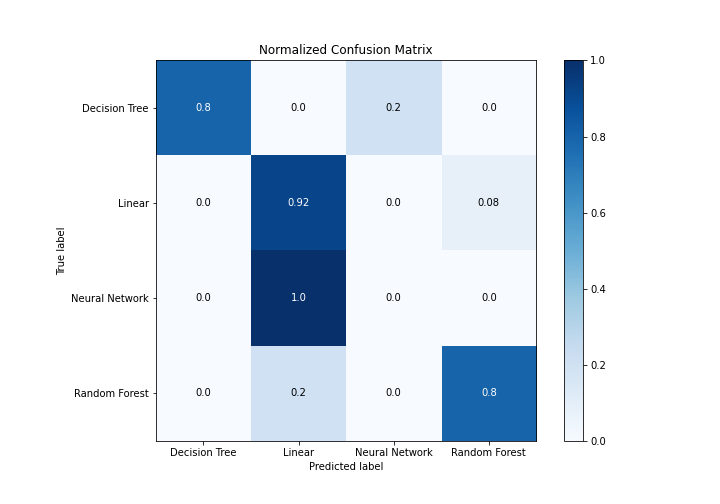 Normalized Confusion Matrix
1.0
Decision Tree 0.8 0.0 0.2 0.0
0.8
Linear 0.0 0.92 0.0 0.08
0.6
True label
Neural Network 0.0 1.0 0.0 0.0
0.4
0.2
Random Forest 0.0 0.2 0.0 0.8
0.0
Decision Tree Linear Neural Network Random Forest
Predicted label